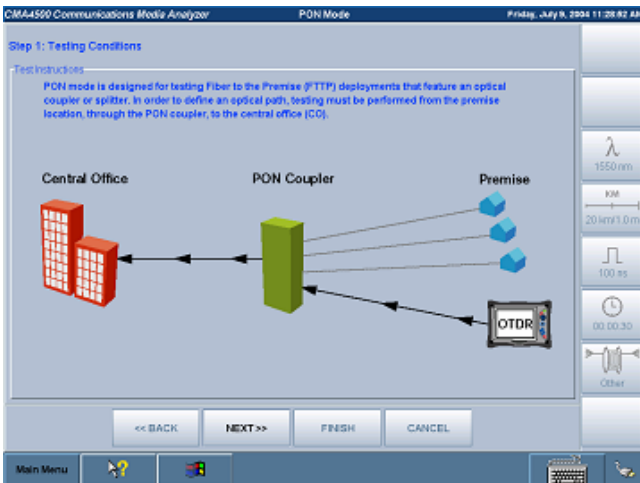 CMA4500 Communications Media Analyzer PON Mode Friday, July 9, 2004 11:28:52 AM
Step 1: Testing Conditions
Test Instructions
PON mode is designed for testing Fiber to the Premise (FTTP) deployments that feature an optical
coupler or splitter. In order to define an optical path, testing must be performed from the premise
location, through the PON coupler, to the central office (CO).
λ
1550 nm
Central Office PON Coupler Premise
KM
20 km/1.0 m
100 ns
OTDR
00:00:30
Other
<< BACK NEXT >> FINISH CANCEL
Main Menu